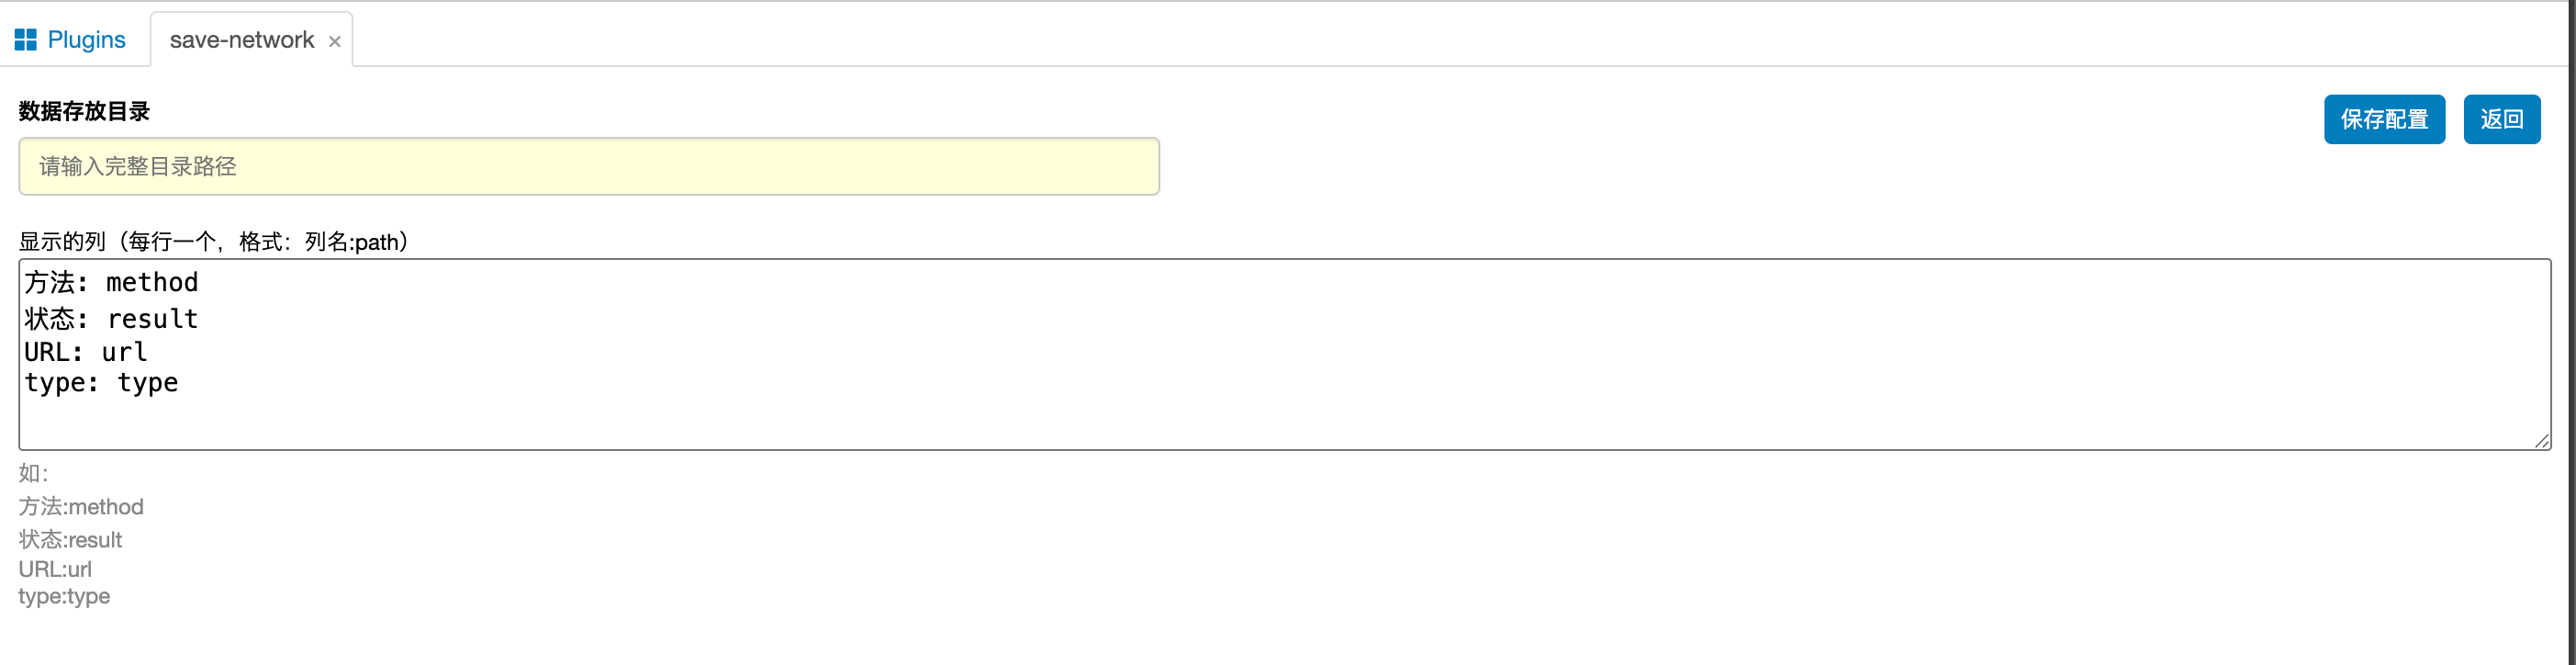 Plugins
save-network ×
数据存放目录
保存配置
返回
请输入完整目录路径
显示的列（每行一个，格式：列名:path）
方法: method
状态: result
URL: url
type: type
如：
方法:method
状态:result
URL:url
type:type